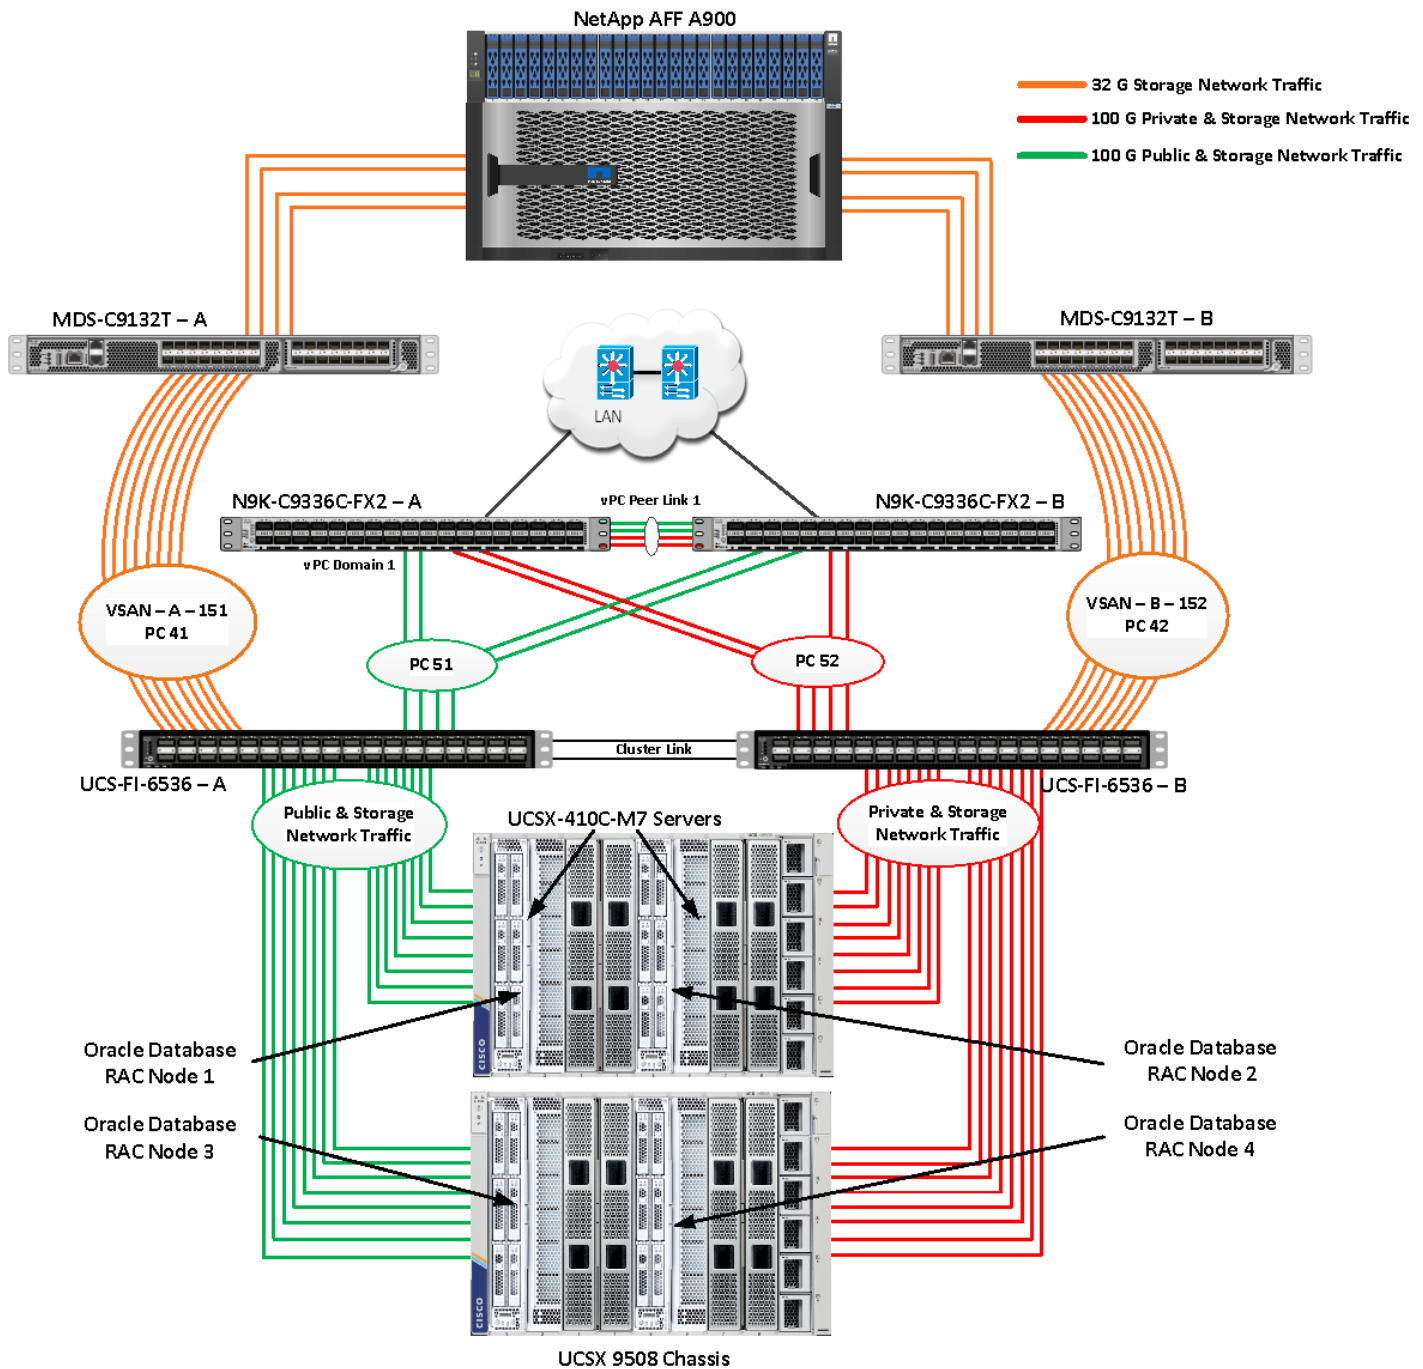 NetApp AFF A900
32 G Storage Network Traffic
100 G Private & Storage Network Traffic
100 G Public & Storage Network Traffic
MDS-C9132T – A
MDS-C9132T – B
LAN
N9K-C9336C-FX2 – A
vPC Peer Link 1
N9K-C9336C-FX2 – B
vPC Domain 1
VSAN – A – 151
PC 41
VSAN – B – 152
PC 42
PC 51
PC 52
Cluster Link
UCS-FI-6536 – A
UCS-FI-6536 – B
Public & Storage
Network Traffic
Private & Storage
Network Traffic
UCSX-410C-M7 Servers
CISCO
Oracle Database
RAC Node 1
Oracle Database
RAC Node 2
Oracle Database
RAC Node 3
Oracle Database
RAC Node 4
CISCO
UCSX 9508 Chassis